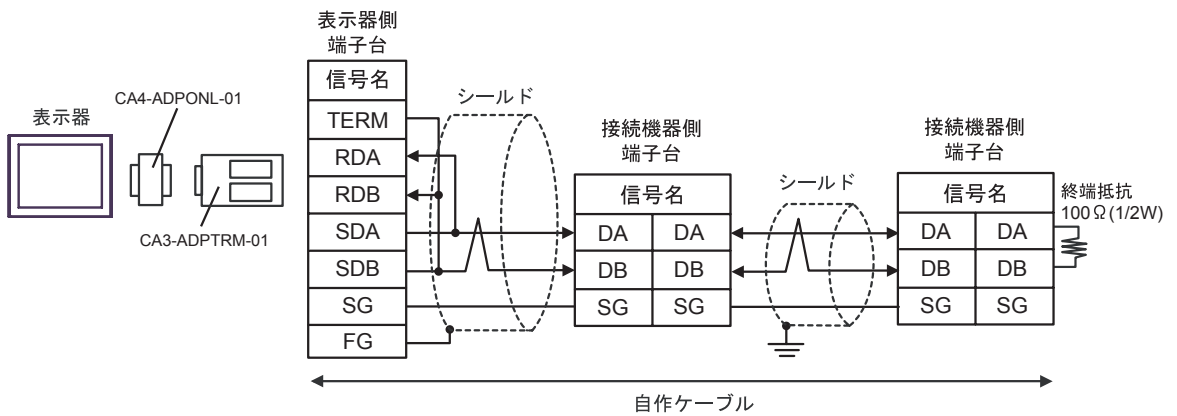 表示器
CA4-ADPONL-01
CA3-ADPTRM-01
表示器側
端子台
信号名
TERM
RDA
RDB
SDA
SDB
SG
FG
シールド
接続機器側
端子台
信号名
DA DA
DB DB
SG SG
シールド
接続機器側
端子台
信号名
DA DA
DB DB
SG SG
終端抵抗
100Ω(1/2W)
自作ケーブル